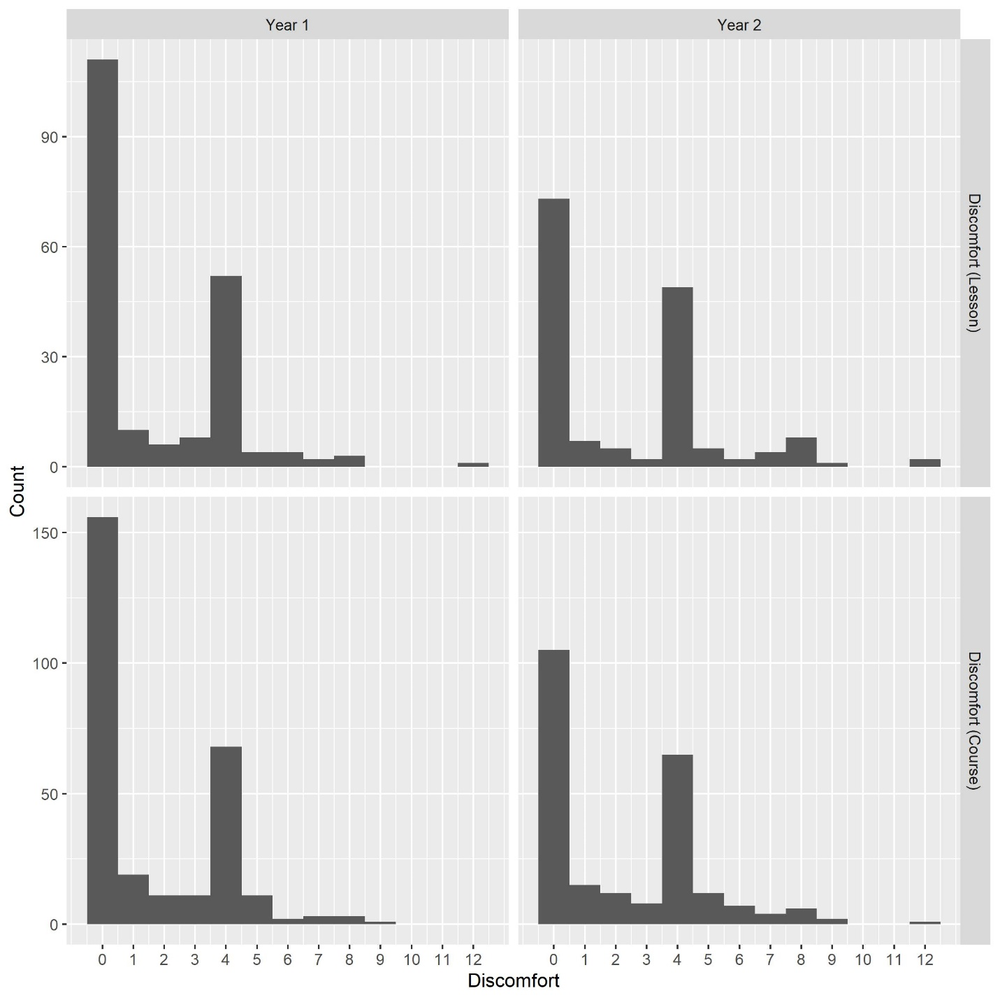 Year 1
Year 2
90
60
30
0
Discomfort (Lesson)
Count
150
100
50
0
Discomfort (Course)
0 1 2 3 4 5 6 7 8 9 10 11 12
0 1 2 3 4 5 6 7 8 9 10 11 12
Discomfort